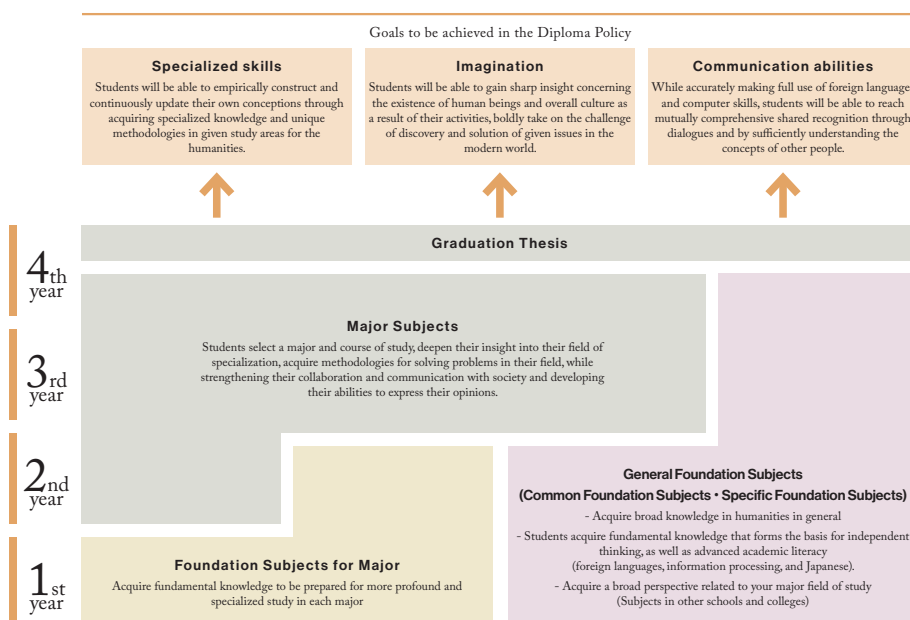 Goals to be achieved in the Diploma Policy
Specialized skills
Students will be able to empirically construct and
continuously update their own conceptions through
acquiring specialized knowledge and unique
methodologies in given study areas for the
humanities.
Imagination
Students will be able to gain sharp insight concerning
the existence of human beings and overall culture as
a result of their activities, boldly take on the challenge
of discovery and solution of given issues in the
modern world.
Communication abilities
While accurately making full use of foreign language
and computer skills, students will be able to reach
mutually comprehensive shared recognition through
dialogues and by sufficiently understanding the
concepts of other people.
4th
year
Graduation Thesis
3rd
year
Major Subjects
Students select a major and course of study, deepen their insight into their field of
specialization, acquire methodologies for solving problems in their field, while
strengthening their collaboration and communication with society and developing
their abilities to express their opinions.
2nd
year
General Foundation Subjects
(Common Foundation Subjects・Specific Foundation Subjects)
- Acquire broad knowledge in humanities in general
- Students acquire fundamental knowledge that forms the basis for independent
thinking, as well as advanced academic literacy
(foreign languages, information processing, and Japanese).
- Acquire a broad perspective related to your major field of study
(Subjects in other schools and colleges)
1st
year
Foundation Subjects for Major
Acquire fundamental knowledge to be prepared for more profound and
specialized study in each major